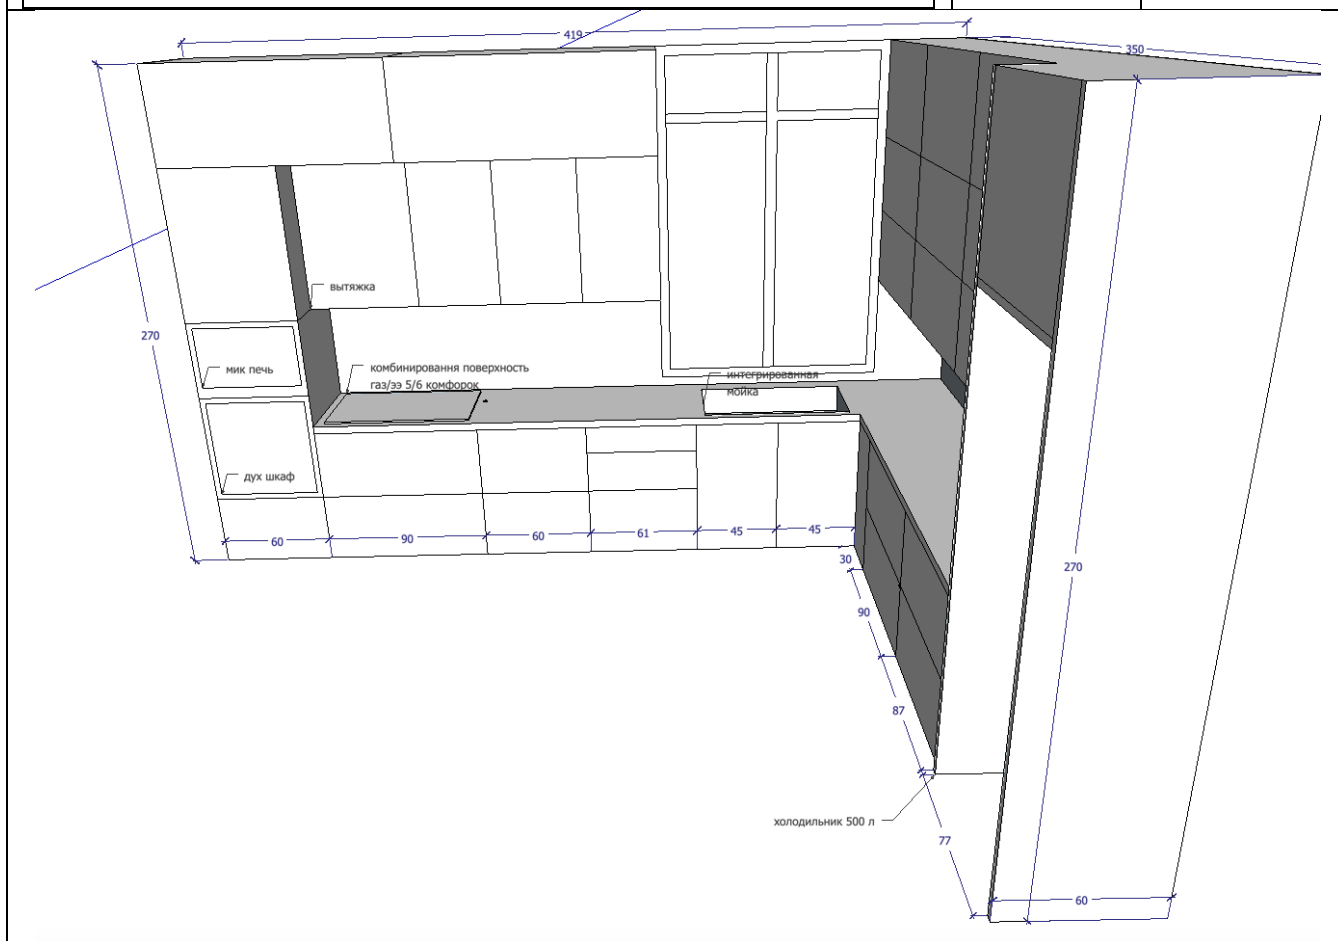 419
350
270
вытяжка
мик печь
комбинировання поверхность
газ/ээ 5/6 комфорок
интегрированная
мойка
дух шкаф
60
90
60
61
45
45
30
90
87
77
холодильник 500 л
270
60